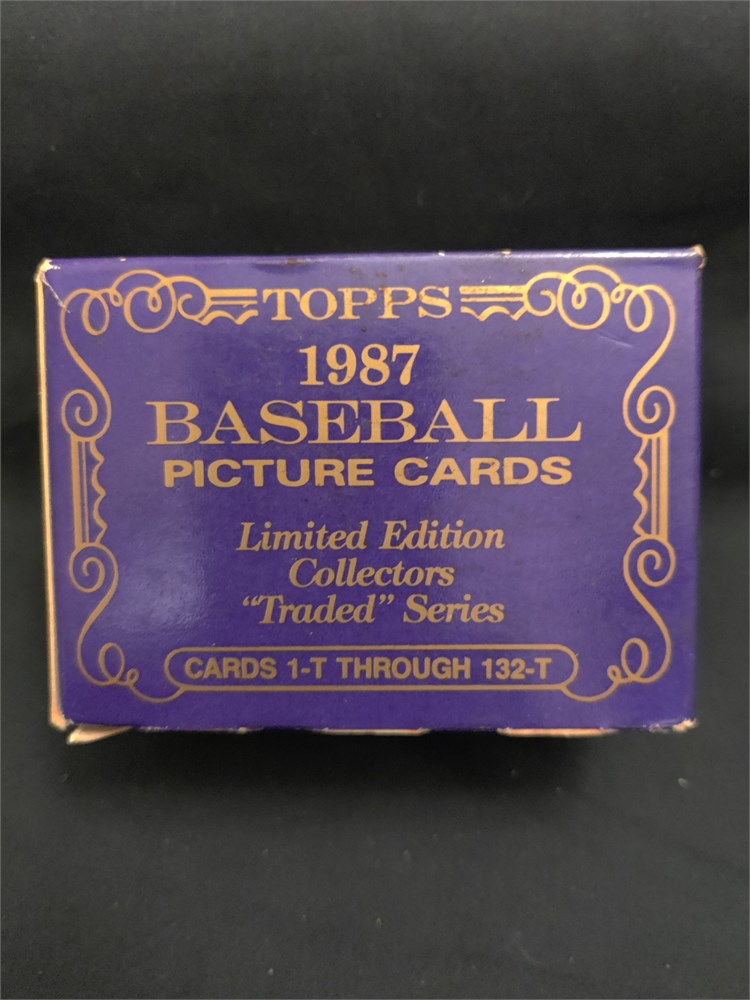 TOPPS
1987
BASEBALL
PICTURE CARDS
Limited Edition
Collectors
“Traded” Series
CARDS 1-T THROUGH 132-T